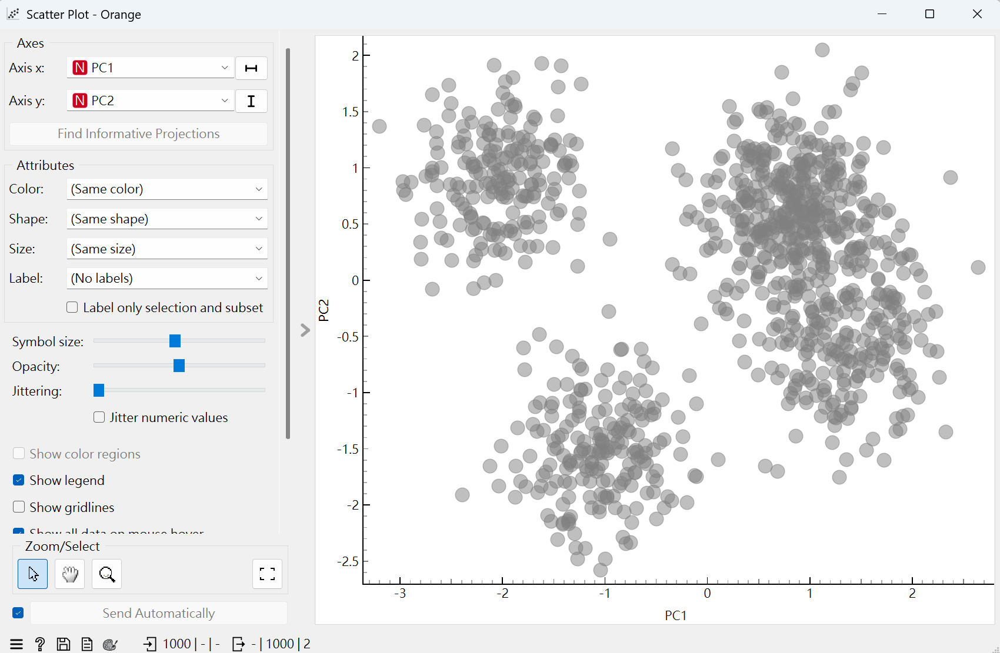 Scatter Plot - Orange
Axes
Axis x: N PC1
Axis y: N PC2
Find Informative Projections
Attributes
Color: (Same color)
Shape: (Same shape)
Size: (Same size)
Label: (No labels)
Label only selection and subset
Symbol size:
Opacity:
Jittering:
Jitter numeric values
Show color regions
Show legend
Show gridlines
Show all data on mouse hover
Zoom/Select
Send Automatically
? 1000 | - | - - | 1000 | 2
PC2
2
1.5
1
0.5
0
-0.5
-1
-1.5
-2
-2.5
-3 -2 -1 0 1 2
PC1